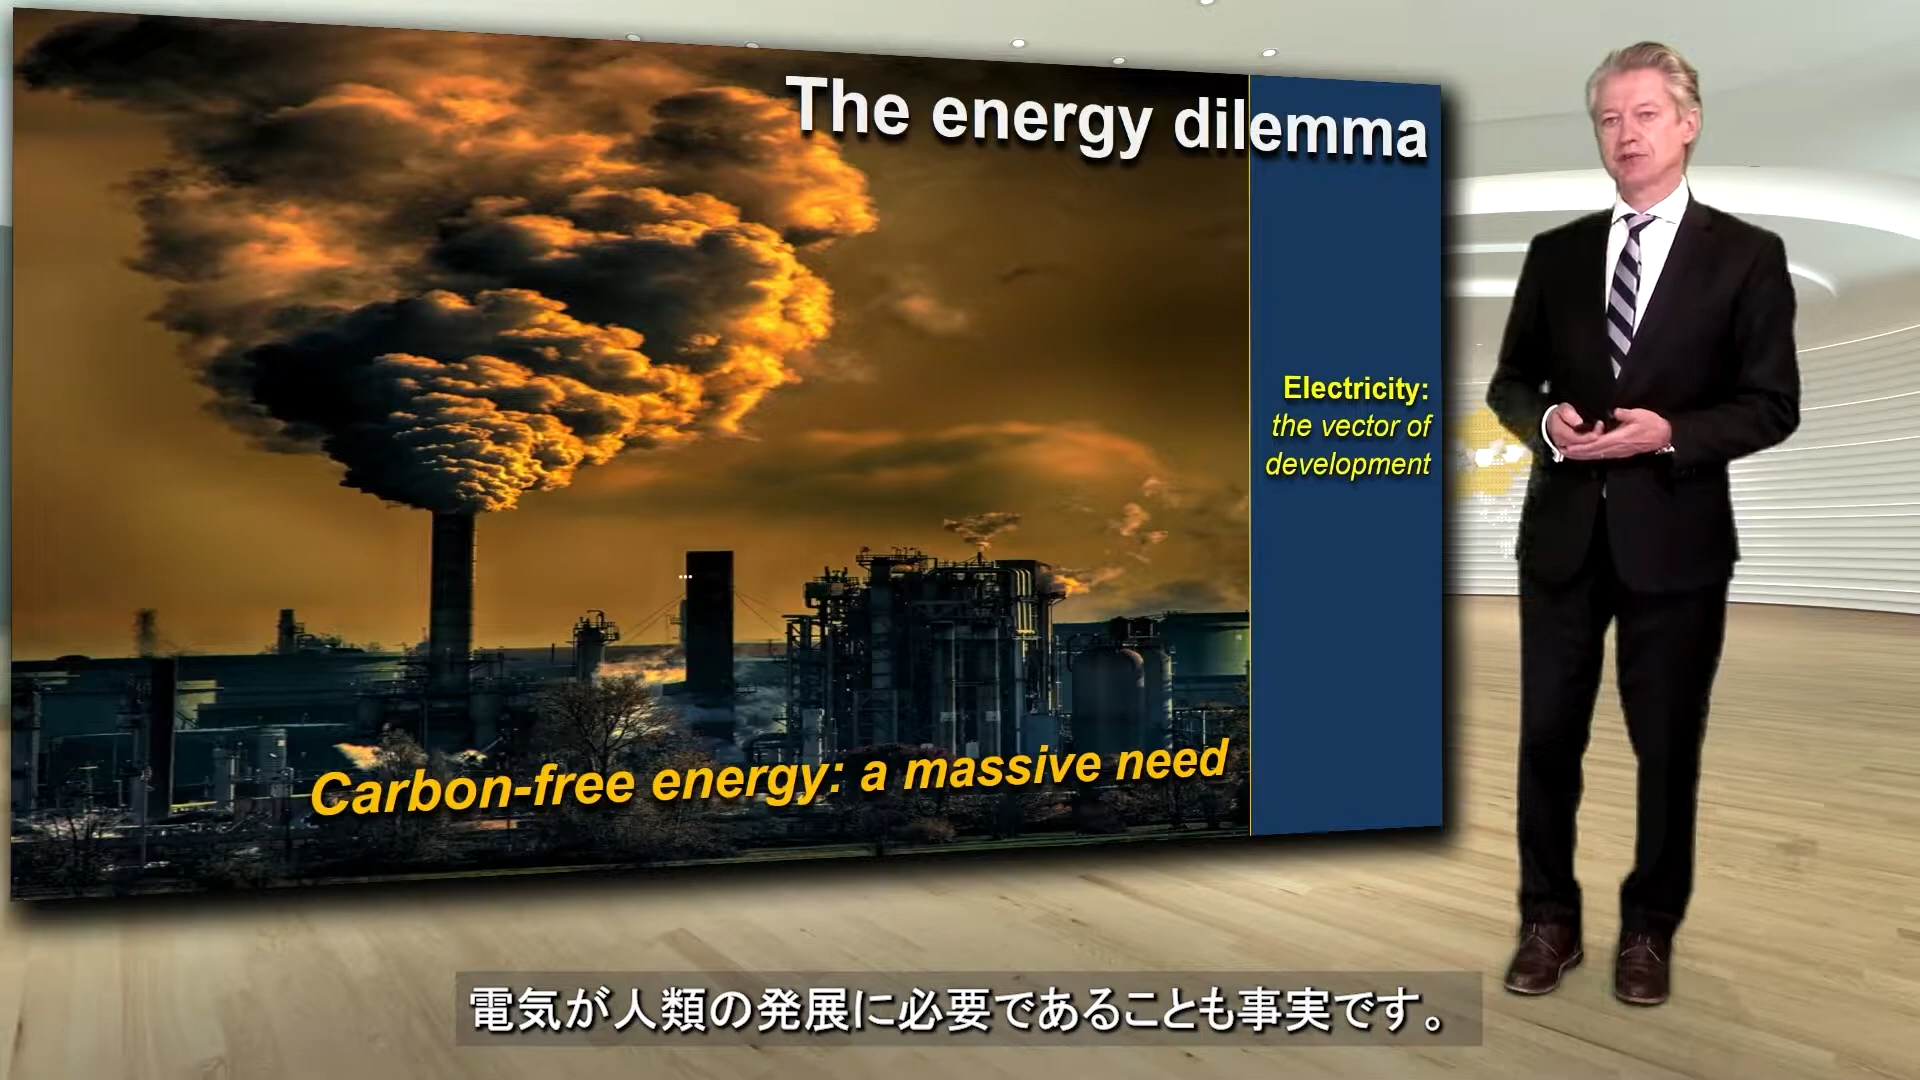 The energy dilemma
Electricity:
the vector of
development
Carbon-free energy: a massive need
電気が人類の発展に必要であることも事実です。